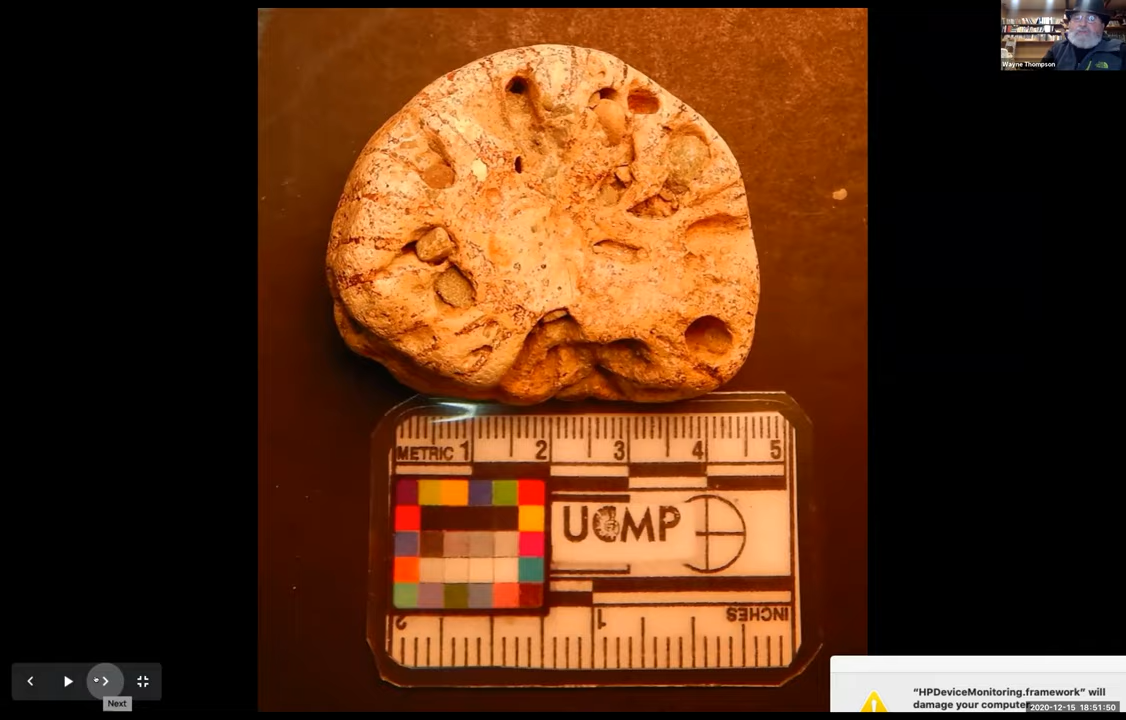 Wayne Thompson
METRIC 1 2 3 4 5
UCMP
INCHES
2 1
Next
“HPDeviceMonitoring.framework” will
damage your computer
2020-12-15 18:51:50